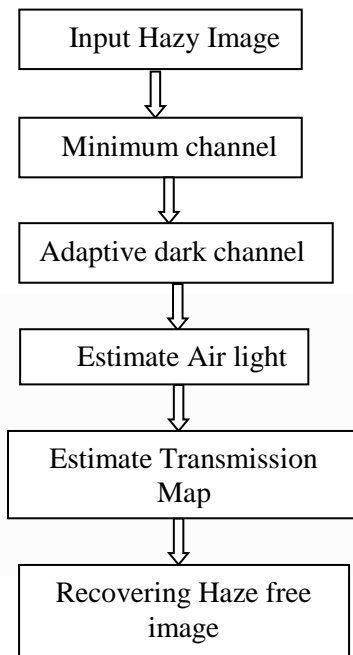 Input Hazy Image
Minimum channel
Adaptive dark channel
Estimate Air light
Estimate Transmission
Map
Recovering Haze free
image